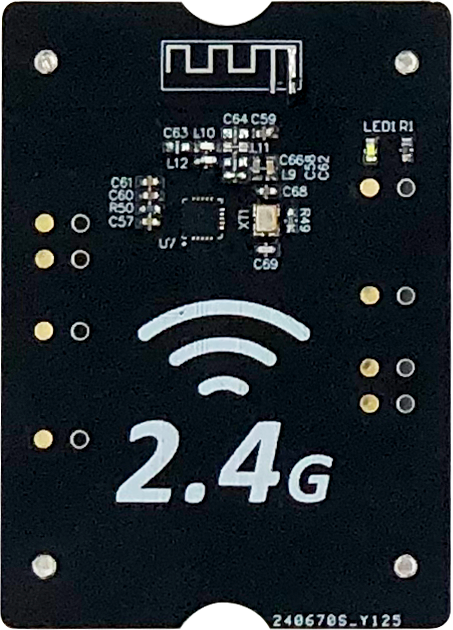 C64 C59
C63 L10
L11
L12
C66
C58
C62
L9
C68
C61
C60
R50
C57
U7
XT1
R49
C69
LED1 R1
2.4G
240670S_Y125